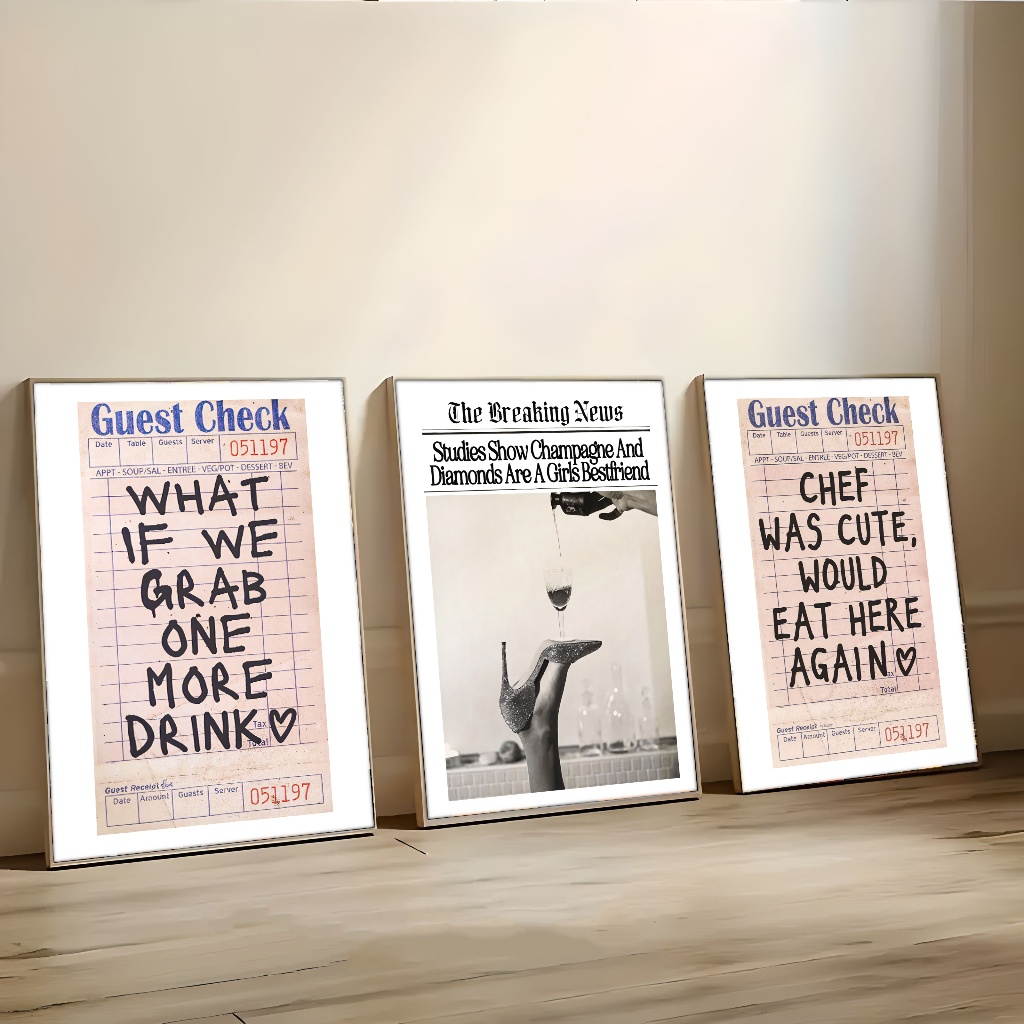 Guest Check
Date Table Guests Server 051197
APPT - SOUP/SAL - ENTREE - VEG/POT - DESSERT - BEV
WHAT
IF WE
GRAB
ONE
MORE
DRINK♡
Tax
Total
Guest Receipt
Date Amount Guests Server 051197
The Breaking News
Studies Show Champagne And
Diamonds Are A Girls Bestfriend
Guest Check
Date Table Guests Server 051197
APPT - SOUP/SAL - ENTREE - VEG/POT - DESSERT - BEV
CHEF
WAS CUTE,
WOULD
EAT HERE
AGAIN♡
Tax
Total
Guest Receipt
Date Amount Guests Server 051197